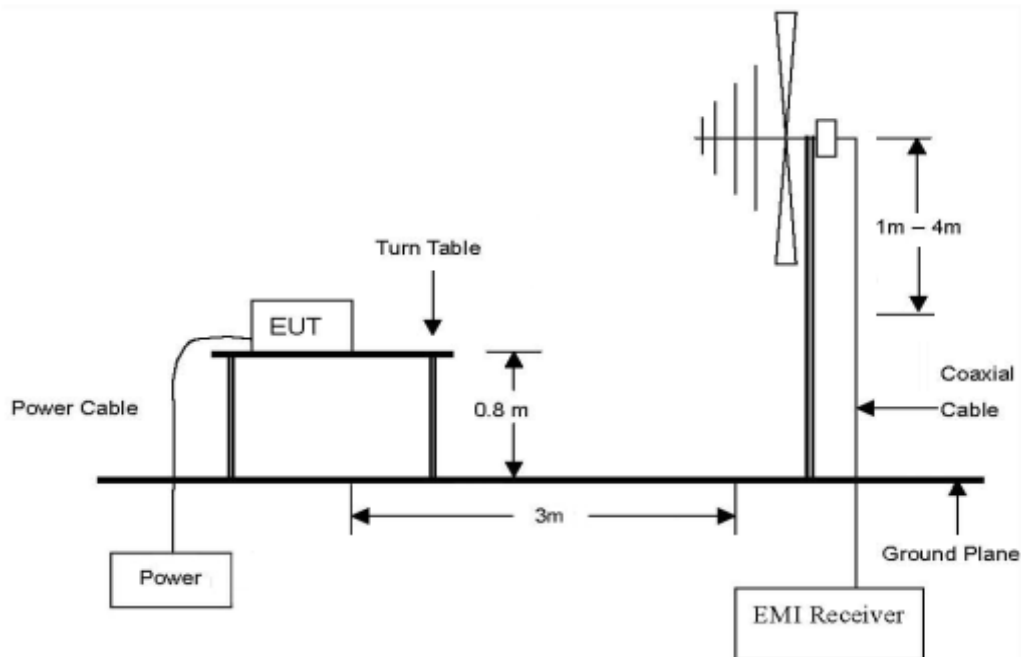 1m – 4m
Turn Table
EUT
Coaxial
Cable
0.8 m
Power Cable
3m
Ground Plane
Power
EMI Receiver